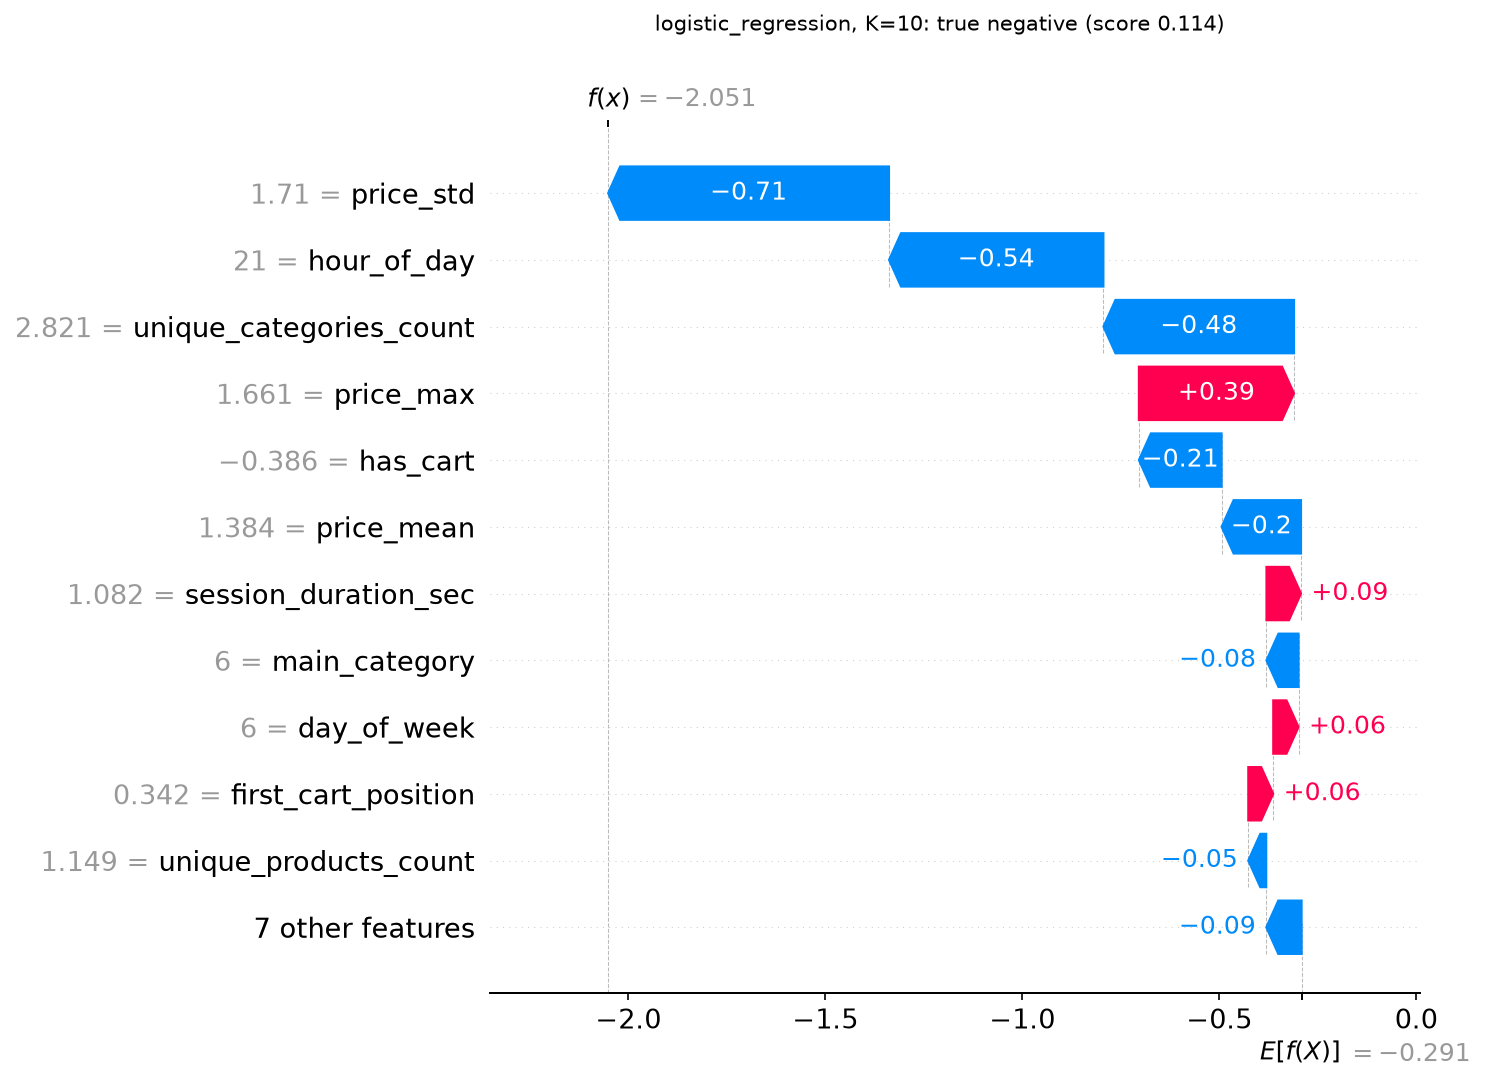 logistic_regression, K=10: true negative (score 0.114)
f(x) = −2.051
1.71 = price_std −0.71
21 = hour_of_day −0.54
2.821 = unique_categories_count −0.48
1.661 = price_max +0.39
−0.386 = has_cart −0.21
1.384 = price_mean −0.2
1.082 = session_duration_sec +0.09
6 = main_category −0.08
6 = day_of_week +0.06
0.342 = first_cart_position +0.06
1.149 = unique_products_count −0.05
7 other features −0.09
−2.0 −1.5 −1.0 −0.5 0.0
E[f(X)] = −0.291